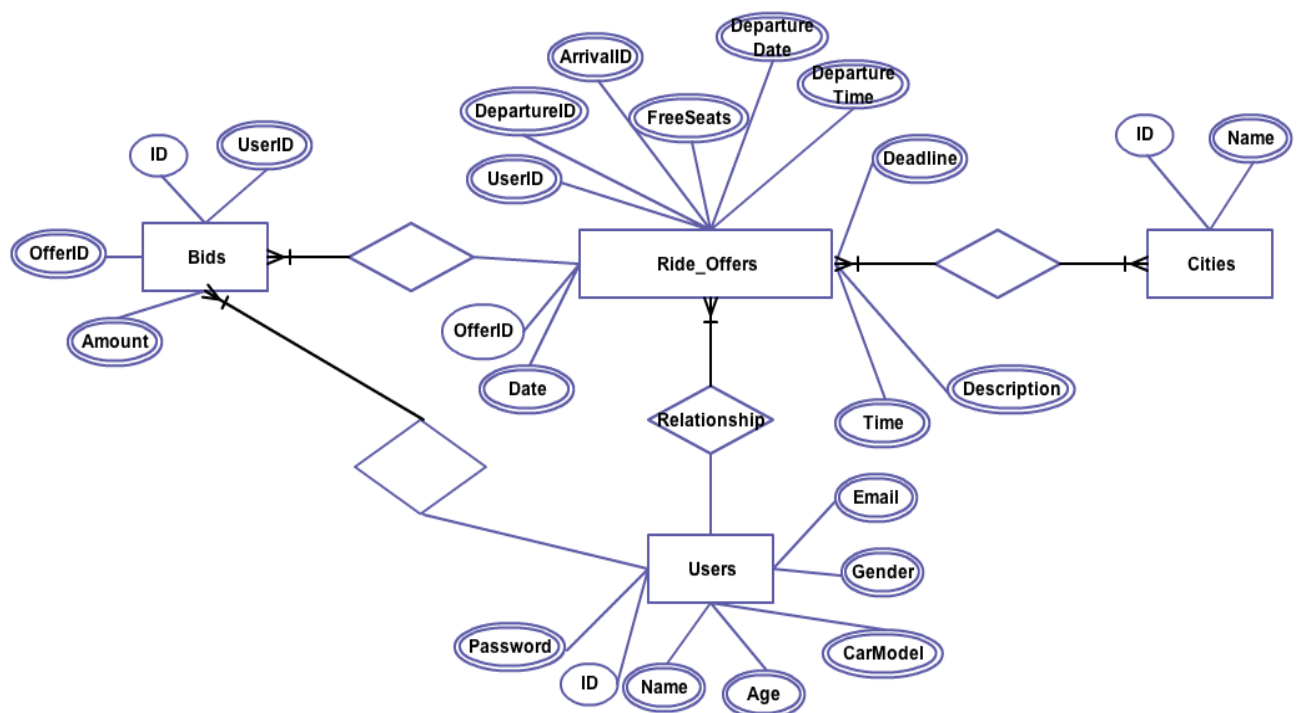 Departure
Date
ArrivalID
Departure
Time
DepartureID
FreeSeats
ID
UserID
Deadline
ID
Name
UserID
OfferID
Bids
Ride_Offers
Cities
OfferID
Amount
Date
Description
Relationship
Time
Email
Users
Gender
Password
CarModel
ID
Name
Age